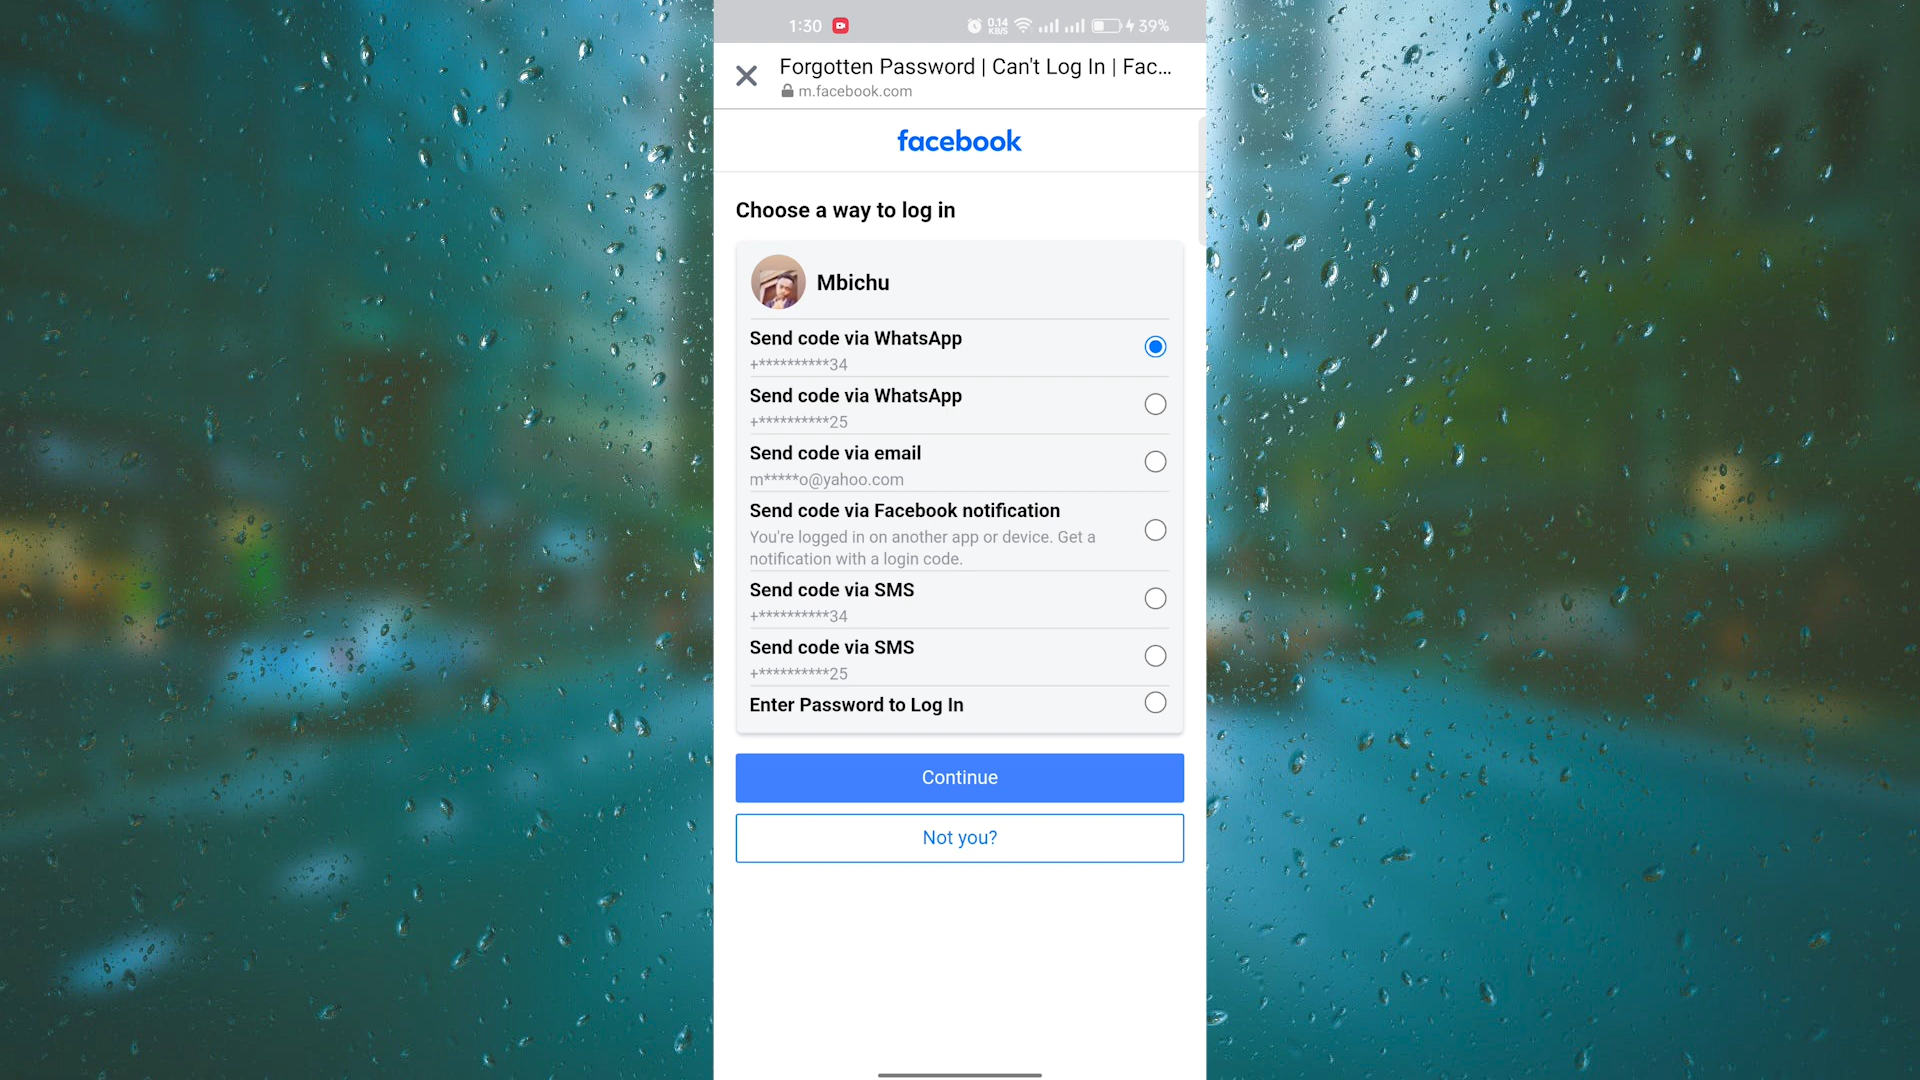 1:30
0.14
KB/S
39%
Forgotten Password | Can't Log In | Fac...
m.facebook.com
facebook
Choose a way to log in
Mbichu
Send code via WhatsApp
+**********34
Send code via WhatsApp
+**********25
Send code via email
m*****o@yahoo.com
Send code via Facebook notification
You're logged in on another app or device. Get a
notification with a login code.
Send code via SMS
+**********34
Send code via SMS
+**********25
Enter Password to Log In
Continue
Not you?